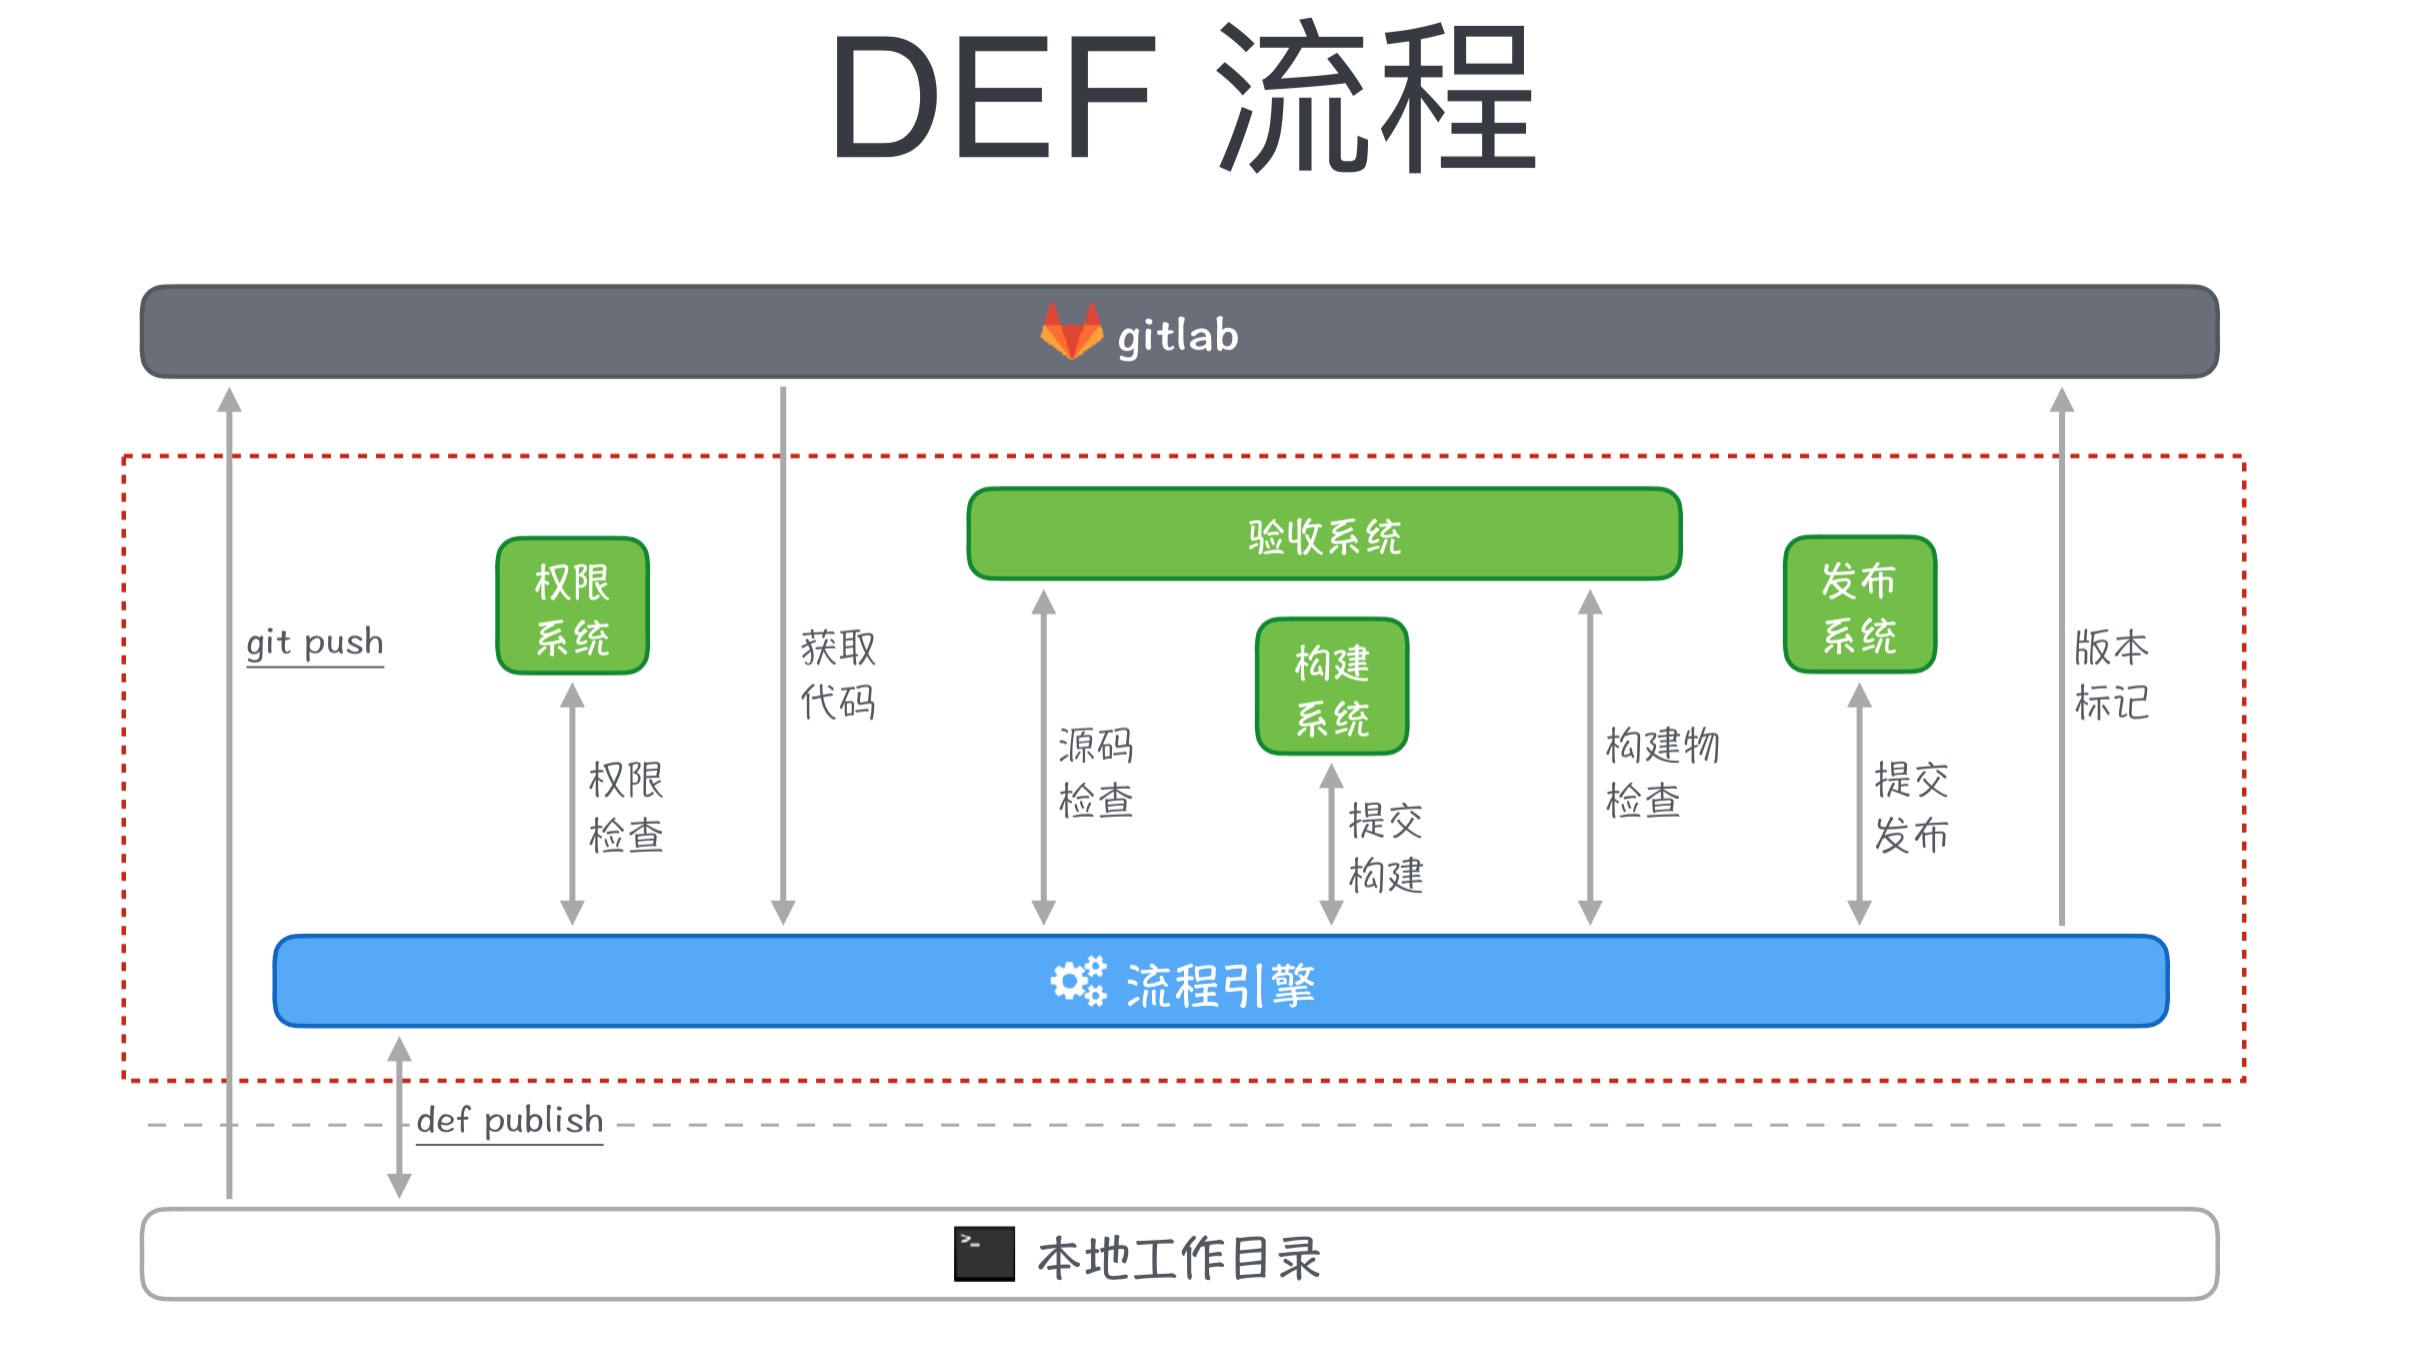 DEF 流程
gitlab
验收系统
权限
系统
发布
系统
构建
系统
git push
获取
代码
版本
标记
源码
检查
构建物
检查
权限
检查
提交
发布
提交
构建
流程引擎
def publish
>_
本地工作目录